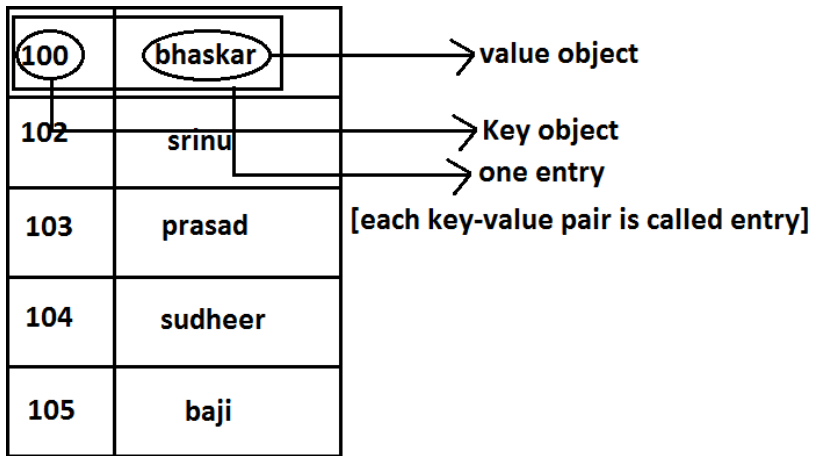 100 bhaskar value object
102 srinu Key object
one entry
103 prasad [each key-value pair is called entry]
104 sudheer
105 baji